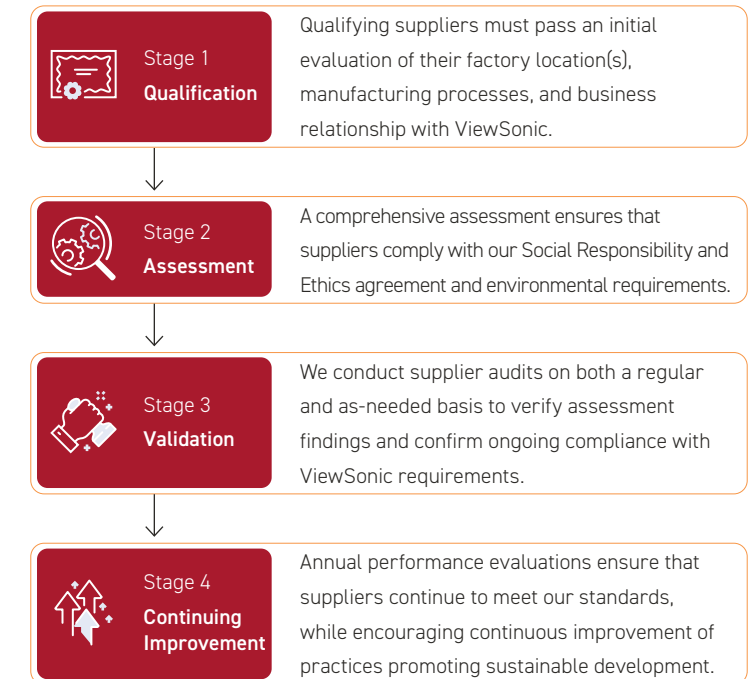 Stage 1
Qualification
Qualifying suppliers must pass an initial
evaluation of their factory location(s),
manufacturing processes, and business
relationship with ViewSonic.
Stage 2
Assessment
A comprehensive assessment ensures that
suppliers comply with our Social Responsibility and
Ethics agreement and environmental requirements.
Stage 3
Validation
We conduct supplier audits on both a regular
and as-needed basis to verify assessment
findings and confirm ongoing compliance with
ViewSonic requirements.
Stage 4
Continuing
Improvement
Annual performance evaluations ensure that
suppliers continue to meet our standards,
while encouraging continuous improvement of
practices promoting sustainable development.